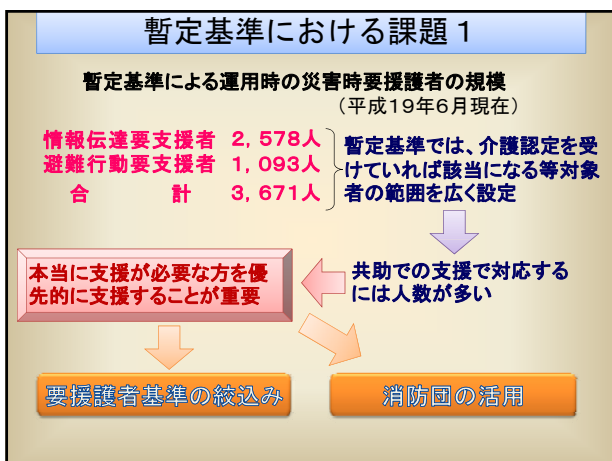 暫定基準における課題１
暫定基準による運用時の災害時要援護者の規模
（平成１９年６月現在）
情報伝達要支援者　２，５７８人
避難行動要支援者　１，０９３人
合　　　　計　　３，６７１人
暫定基準では、介護認定を受
けていれば該当になる等対象
者の範囲を広く設定
共助での支援で対応する
には人数が多い
本当に支援が必要な方を優
先的に支援することが重要
要援護者基準の絞込み
消防団の活用